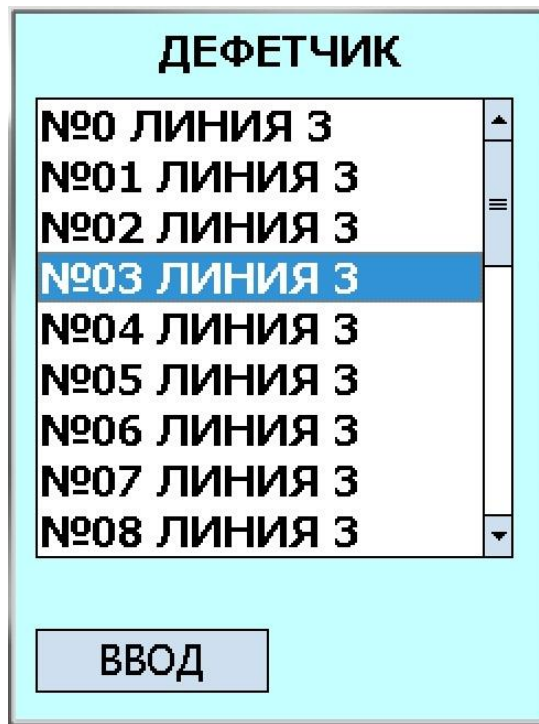 ДЕФЕТЧИК
№0 ЛИНИЯ 3
№01 ЛИНИЯ 3
№02 ЛИНИЯ 3
№03 ЛИНИЯ 3
№04 ЛИНИЯ 3
№05 ЛИНИЯ 3
№06 ЛИНИЯ 3
№07 ЛИНИЯ 3
№08 ЛИНИЯ 3
ВВОД